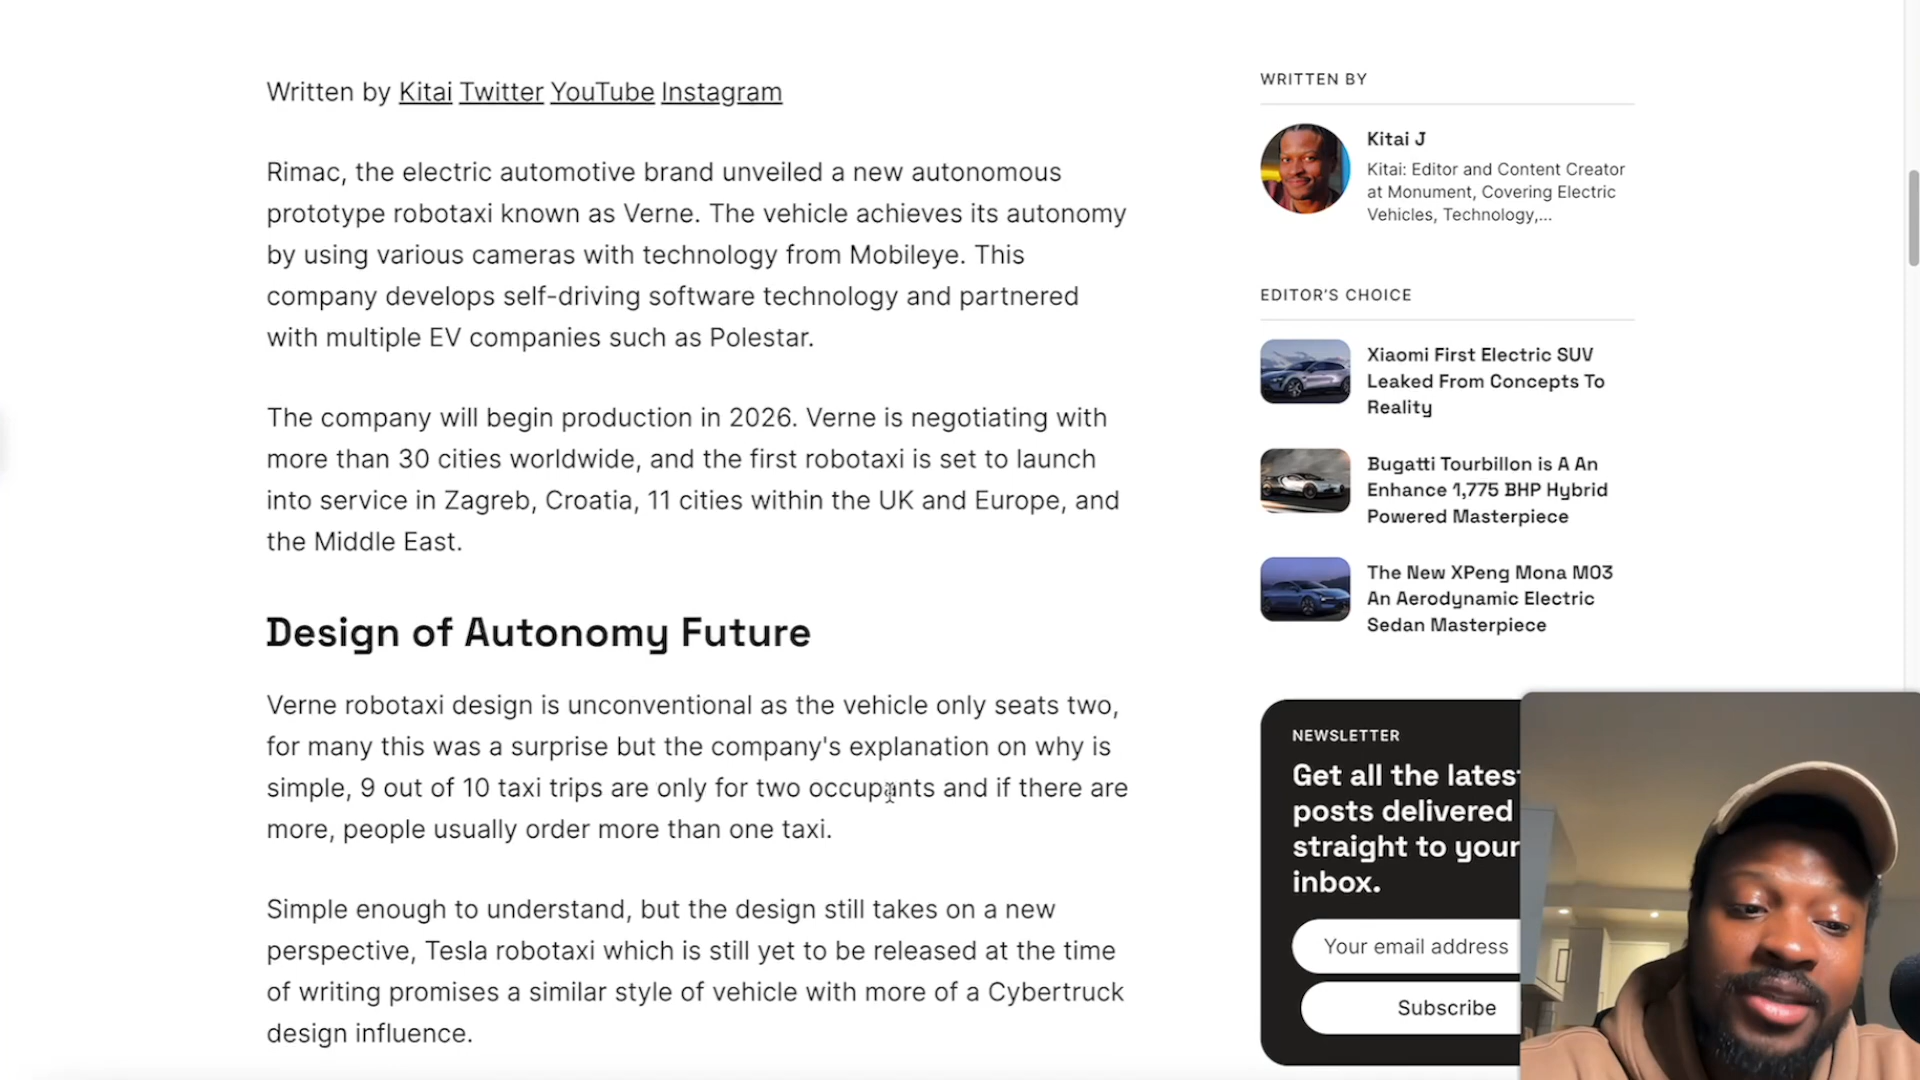 Written by Kitai Twitter YouTube Instagram
Rimac, the electric automotive brand unveiled a new autonomous
prototype robotaxi known as Verne. The vehicle achieves its autonomy
by using various cameras with technology from Mobileye. This
company develops self-driving software technology and partnered
with multiple EV companies such as Polestar.
The company will begin production in 2026. Verne is negotiating with
more than 30 cities worldwide, and the first robotaxi is set to launch
into service in Zagreb, Croatia, 11 cities within the UK and Europe, and
the Middle East.
Design of Autonomy Future
Verne robotaxi design is unconventional as the vehicle only seats two,
for many this was a surprise but the company's explanation on why is
simple, 9 out of 10 taxi trips are only for two occupants and if there are
more, people usually order more than one taxi.
Simple enough to understand, but the design still takes on a new
perspective, Tesla robotaxi which is still yet to be released at the time
of writing promises a similar style of vehicle with more of a Cybertruck
design influence.
WRITTEN BY
Kitai J
Kitai: Editor and Content Creator
at Monument, Covering Electric
Vehicles, Technology,...
EDITOR'S CHOICE
Xiaomi First Electric SUV
Leaked From Concepts To
Reality
Bugatti Tourbillon is A An
Enhance 1,775 BHP Hybrid
Powered Masterpiece
The New XPeng Mona M03
An Aerodynamic Electric
Sedan Masterpiece
NEWSLETTER
Get all the latest
posts delivered
straight to your
inbox.
Your email address
Subscribe